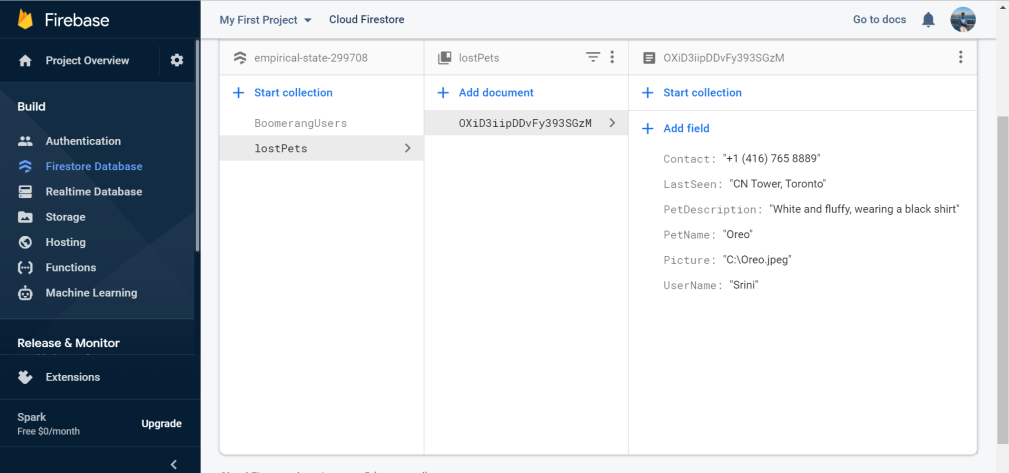 Firebase
My First Project
Cloud Firestore
Go to docs
Project Overview
Build
Authentication
Firestore Database
Realtime Database
Storage
Hosting
Functions
Machine Learning
Release & Monitor
Extensions
Spark
Free $0/month
Upgrade
empirical-state-299708
Start collection
BoomerangUsers
lostPets
lostPets
Add document
OXiD3iipDDvFy393SGzM
OXiD3iipDDvFy393SGzM
Start collection
Add field
Contact: "+1 (416) 765 8889"
LastSeen: "CN Tower, Toronto"
PetDescription: "White and fluffy, wearing a black shirt"
PetName: "Oreo"
Picture: "C:\Oreo.jpeg"
UserName: "Srini"